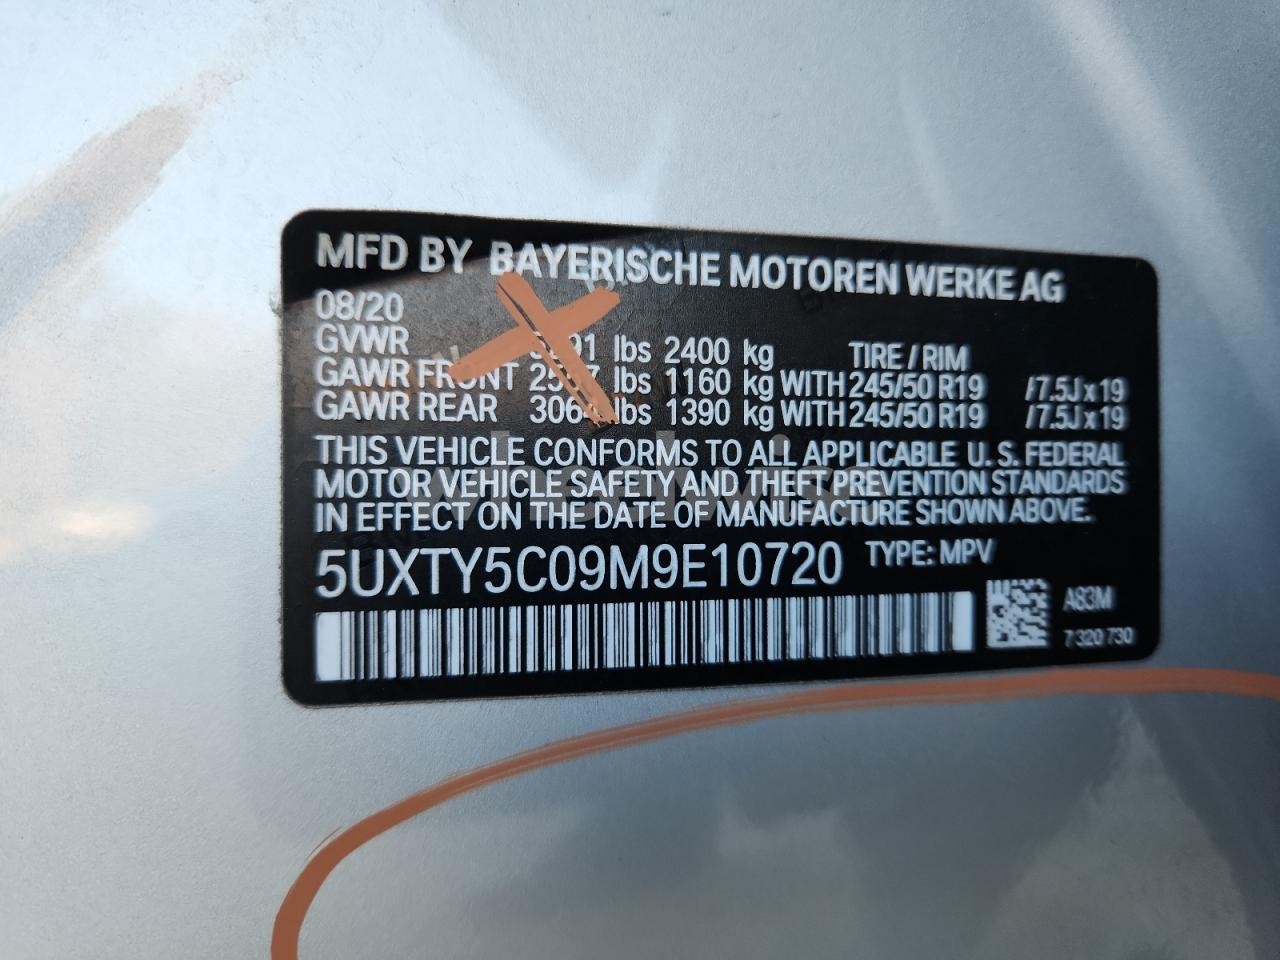 MFD BY BAYERISCHE MOTOREN WERKE AG
08/20
GVWR lbs 2400 kg TIRE / RIM
GAWR FRONT lbs 1160 kg WITH 245/50 R19 /7.5J x 19
GAWR REAR lbs 1390 kg WITH 245/50 R19 /7.5J x 19
THIS VEHICLE CONFORMS TO ALL APPLICABLE U. S. FEDERAL
MOTOR VEHICLE SAFETY AND THEFT PREVENTION STANDARDS
IN EFFECT ON THE DATE OF MANUFACTURE SHOWN ABOVE.
5UXTY5C09M9E10720 TYPE: MPV
A83M
7 320 730